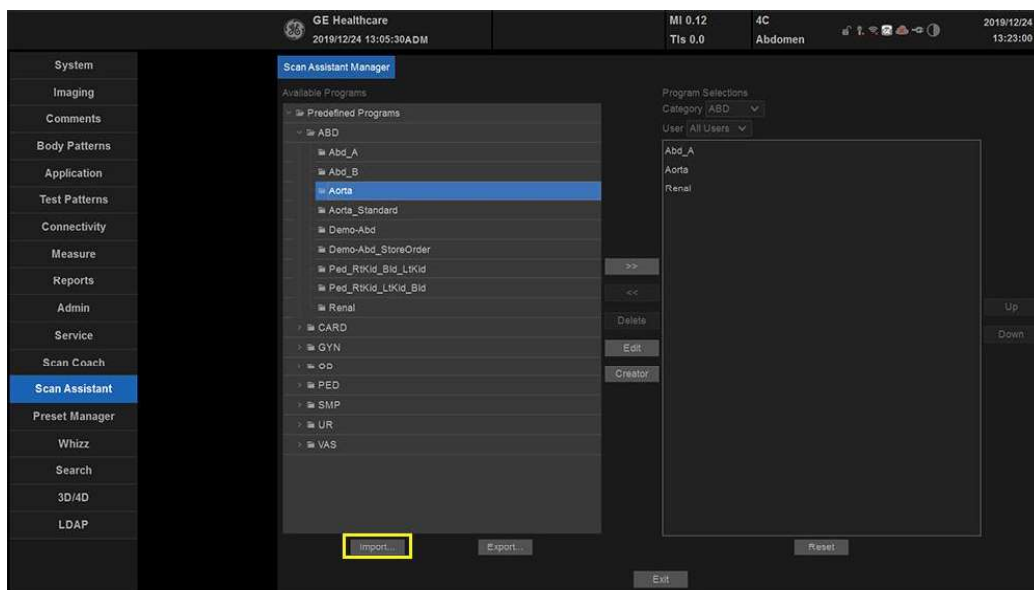 GE Healthcare
2019/12/24 13:05:30ADM
MI 0.12
TIs 0.0
4C
Abdomen
2019/12/24
13:23:00
System
Imaging
Comments
Body Patterns
Application
Test Patterns
Connectivity
Measure
Reports
Admin
Service
Scan Coach
Scan Assistant
Preset Manager
Whizz
Search
3D/4D
LDAP
Scan Assistant Manager
Available Programs
Predefined Programs
ABD
Abd_A
Abd_B
Aorta
Aorta_Standard
Demo-Abd
Demo-Abd_StoreOrder
Ped_RtKid_Bld_LtKid
Ped_RtKid_LtKid_Bld
Renal
CARD
GYN
OB
PED
SMP
UR
VAS
Import...
Export...
>>
<<
Delete
Edit
Creator
Program Selections
Category ABD
User All Users
Abd_A
Aorta
Renal
Up
Down
Reset
Exit